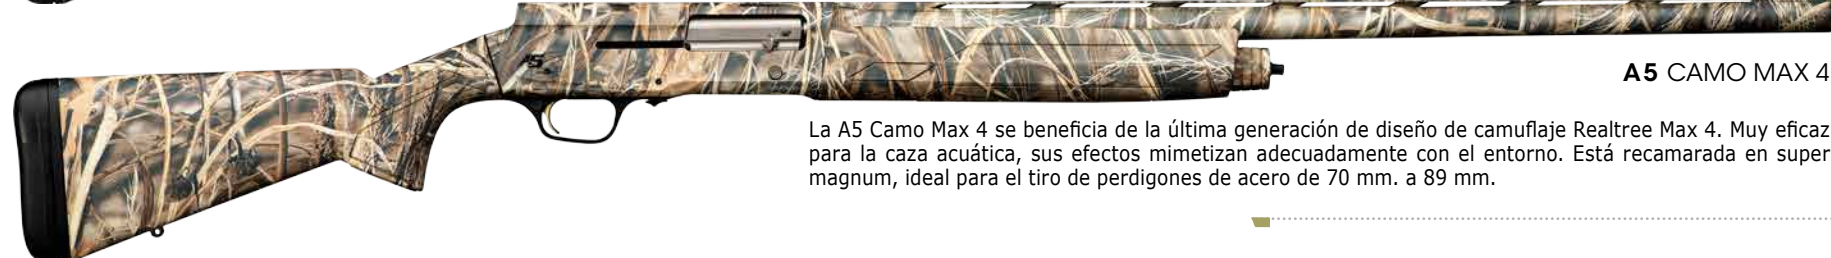 A5 CAMO MAX 4
La A5 Camo Max 4 se beneficia de la última generación de diseño de camuflaje Realtree Max 4. Muy eficaz
para la caza acuática, sus efectos mimetizan adecuadamente con el entorno. Está recamarada en super
magnum, ideal para el tiro de perdigones de acero de 70 mm. a 89 mm.